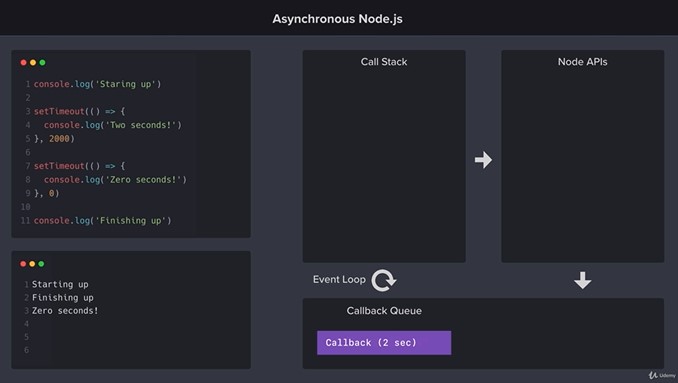 Asynchronous Node.js
1 console.log('Staring up')
2
3 setTimeout(() => {
4 console.log('Two seconds!')
5 }, 2000)
6
7 setTimeout(() => {
8 console.log('Zero seconds!')
9 }, 0)
10
11 console.log('Finishing up')
1 Starting up
2 Finishing up
3 Zero seconds!
4
5
6
Call Stack
Node APIs
Event Loop
Callback Queue
Callback (2 sec)
Udemy